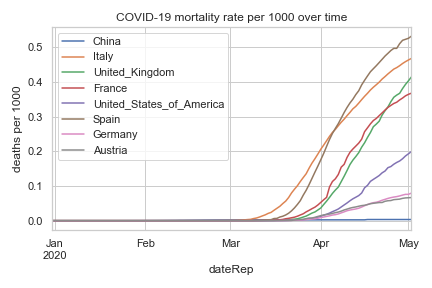 COVID-19 mortality rate per 1000 over time
deaths per 1000
0.5
0.4
0.3
0.2
0.1
0.0
China
Italy
United_Kingdom
France
United_States_of_America
Spain
Germany
Austria
Jan
2020
Feb
Mar
Apr
May
dateRep